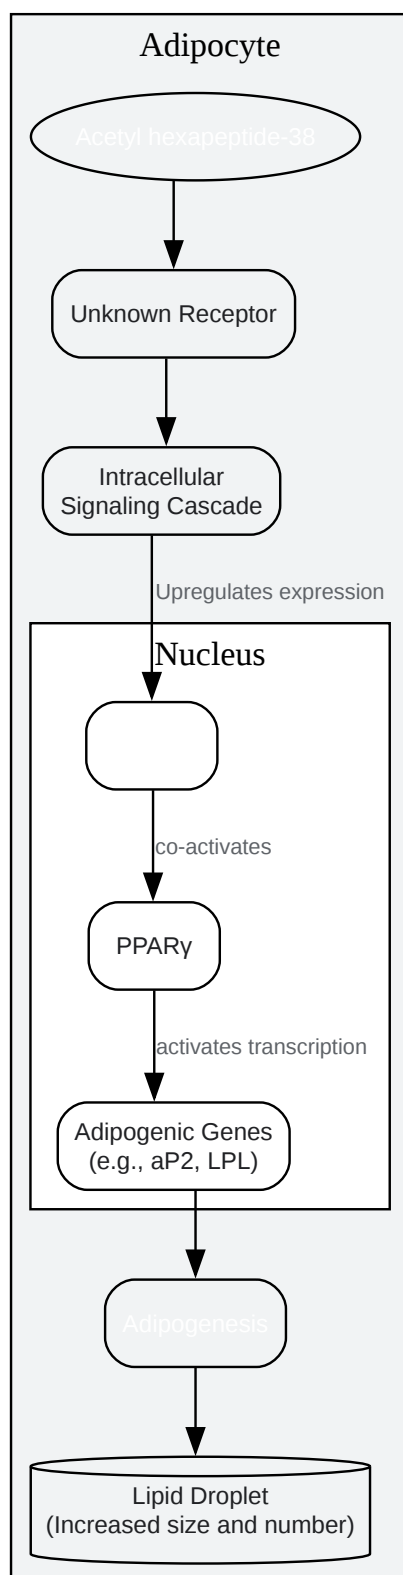 Adipocyte
Acetyl hexapeptide-38
Unknown Receptor
Intracellular
Signaling Cascade
Upregulates expression
Nucleus
co-activates
PPARγ
activates transcription
Adipogenic Genes
(e.g., aP2, LPL)
Adipogenesis
Lipid Droplet
(Increased size and number)